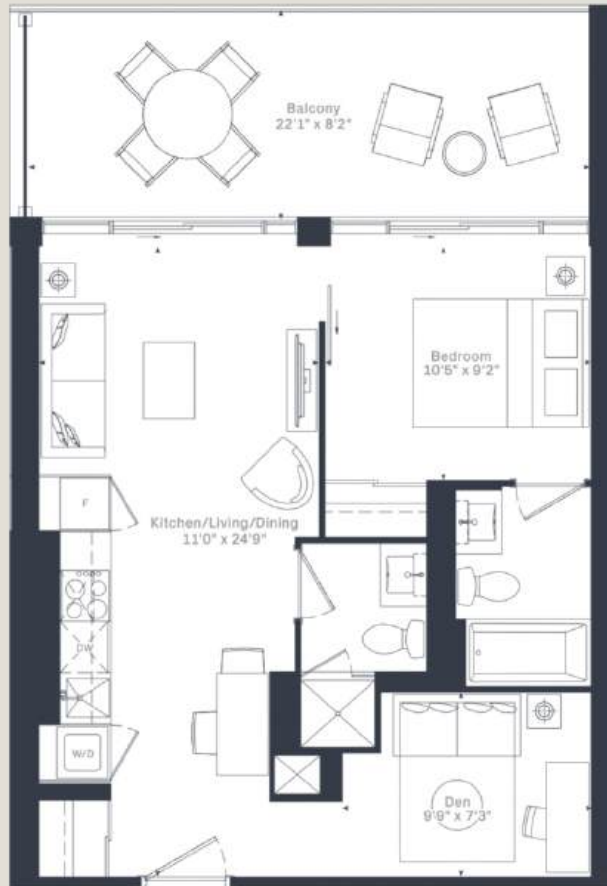 Balcony
22'1" x 8'2"
Bedroom
10'5" x 9'2"
F
Kitchen/Living/Dining
11'0" x 24'9"
DW
W/D
Den
9'9" x 7'3"